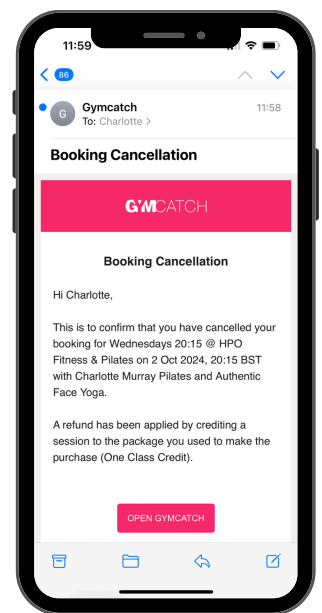 11:59
86
G
Gymcatch
11:58
To: Charlotte >
Booking Cancellation
GYMCATCH
Booking Cancellation
Hi Charlotte,
This is to confirm that you have cancelled your
booking for Wednesdays 20:15 @ HPO
Fitness & Pilates on 2 Oct 2024, 20:15 BST
with Charlotte Murray Pilates and Authentic
Face Yoga.
A refund has been applied by crediting a
session to the package you used to make the
purchase (One Class Credit).
OPEN GYMCATCH